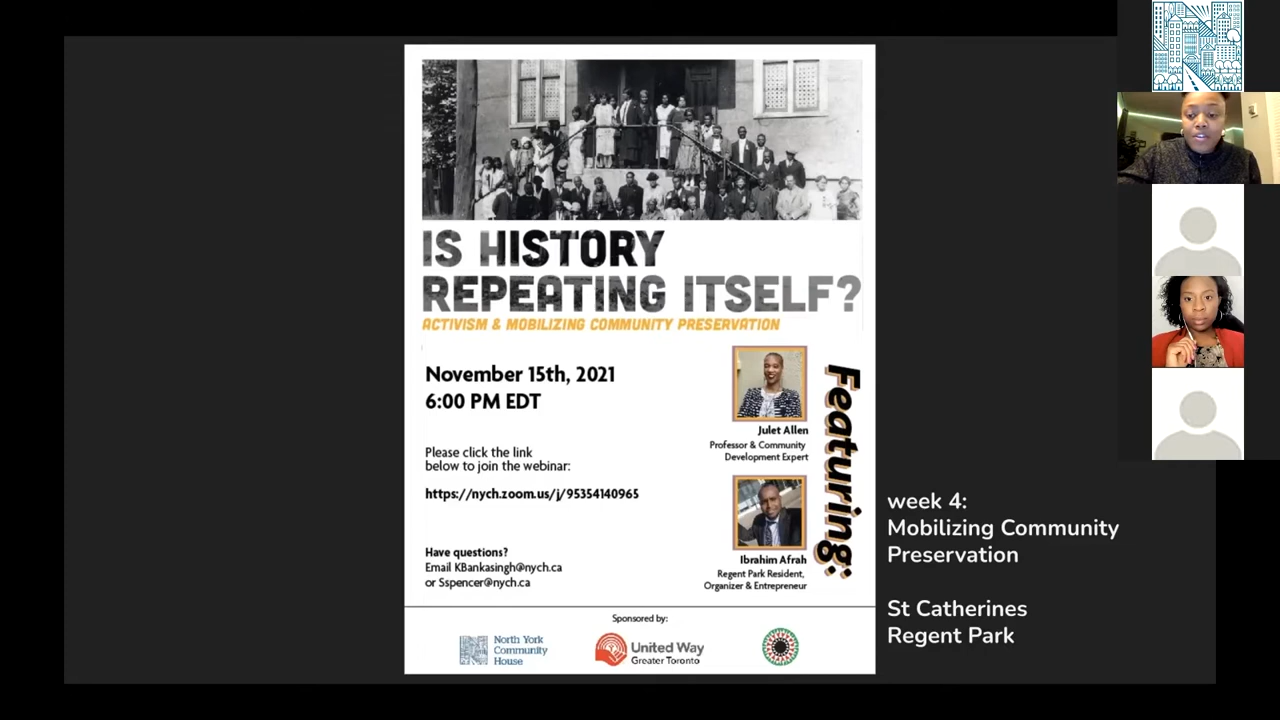 IS HISTORY
REPEATING ITSELF?
ACTIVISM & MOBILIZING COMMUNITY PRESERVATION
November 15th, 2021
6:00 PM EDT
Please click the link
below to join the webinar:
https://nych.zoom.us/j/95354140965
Have questions?
Email KBankasingh@nych.ca
or Sspencer@nych.ca
Featuring:
Julet Allen
Professor & Community
Development Expert
Ibrahim Afrah
Regent Park Resident,
Organizer & Entrepreneur
Sponsored by:
North York
Community
House
United Way
Greater Toronto
week 4:
Mobilizing Community
Preservation
St Catherines
Regent Park